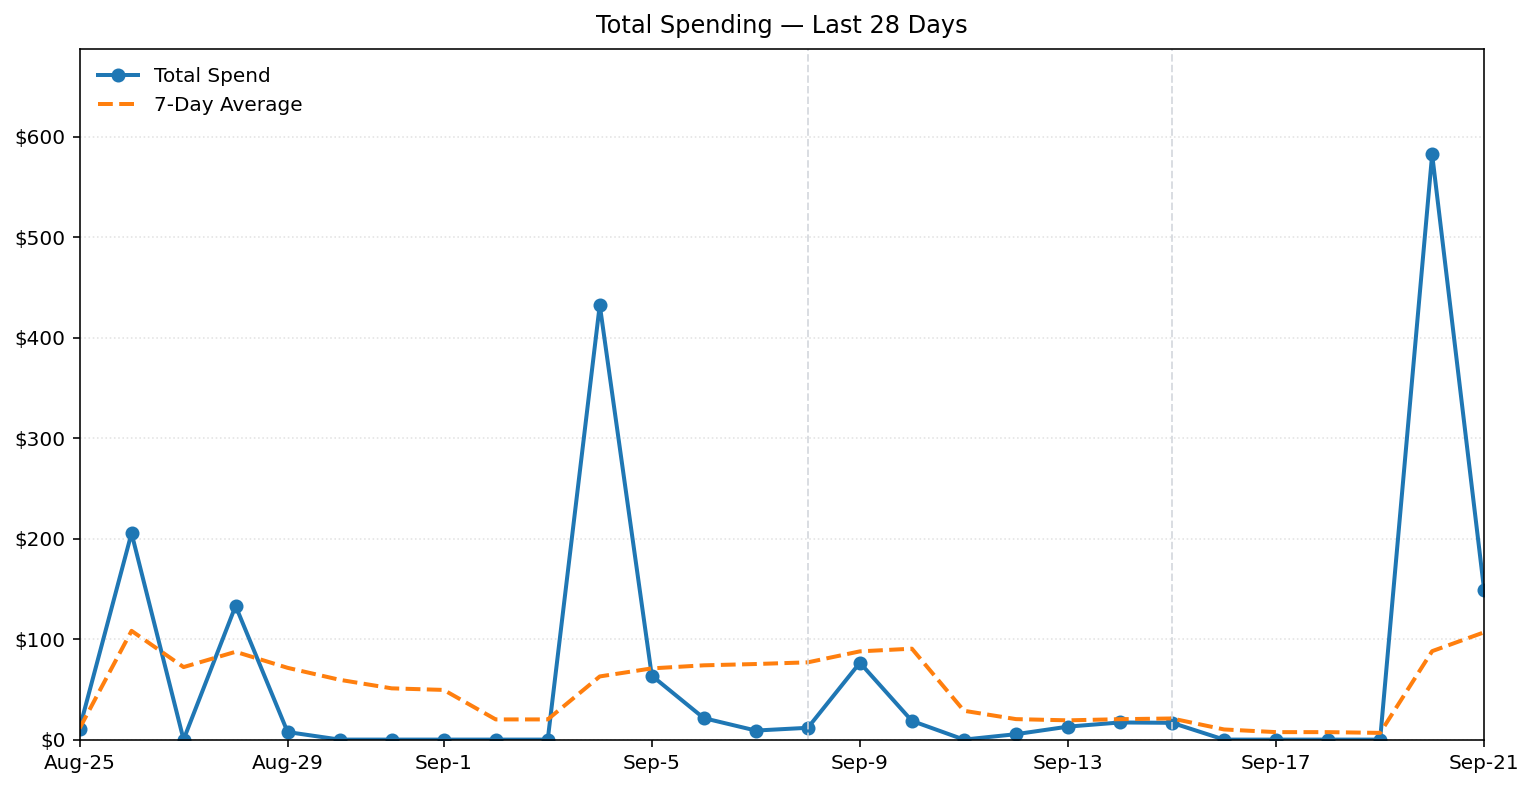 Total Spending — Last 28 Days
Total Spend
7-Day Average
$600
$500
$400
$300
$200
$100
$0
Aug-25 Aug-29 Sep-1 Sep-5 Sep-9 Sep-13 Sep-17 Sep-21